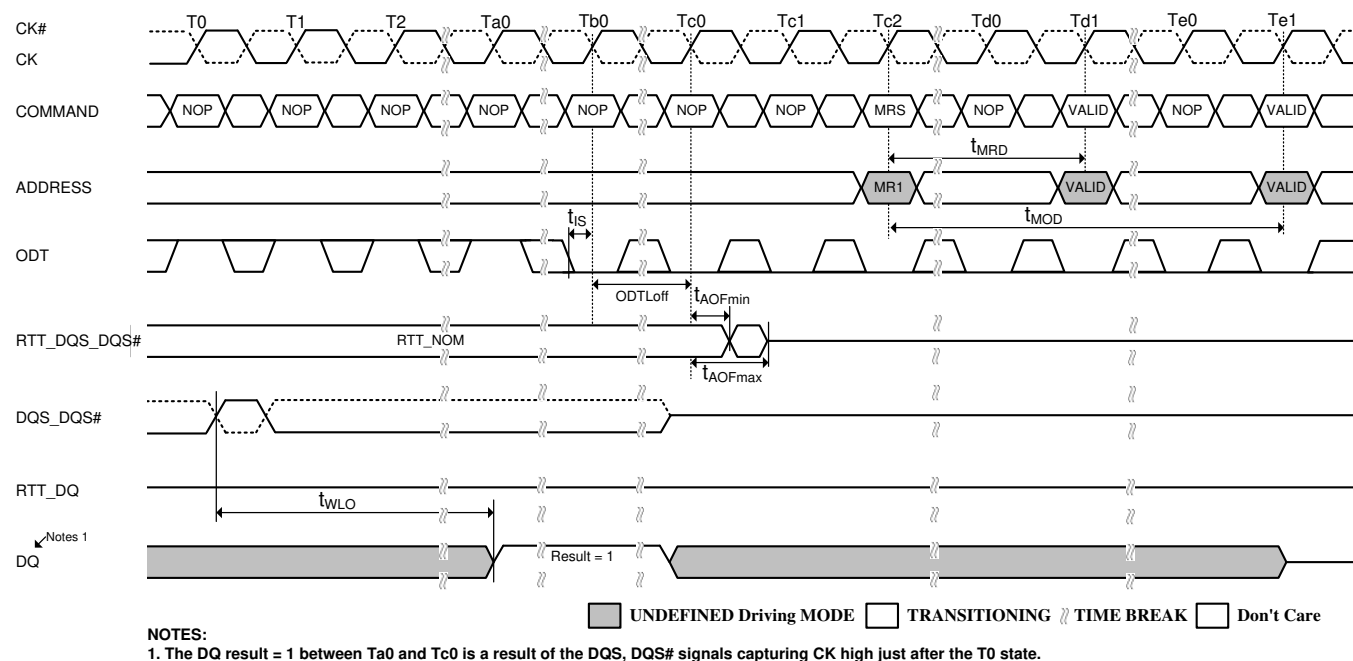 T0 T1 T2 Ta0 Tb0 Tc0 Tc1 Tc2 Td0 Td1 Te0 Te1
CK#
CK
COMMAND NOP NOP NOP NOP NOP NOP NOP MRS NOP VALID NOP VALID
tMRD
ADDRESS MR1 VALID VALID
tIS tMOD
ODT
ODTLoff tAOFmin
RTT_DQS_DQS# RTT_NOM
tAOFmax
DQS_DQS#
RTT_DQ
tWLO
Notes 1
DQ Result = 1
UNDEFINED Driving MODE TRANSITIONING TIME BREAK Don't Care
NOTES:
1. The DQ result = 1 between Ta0 and Tc0 is a result of the DQS, DQS# signals capturing CK high just after the T0 state.